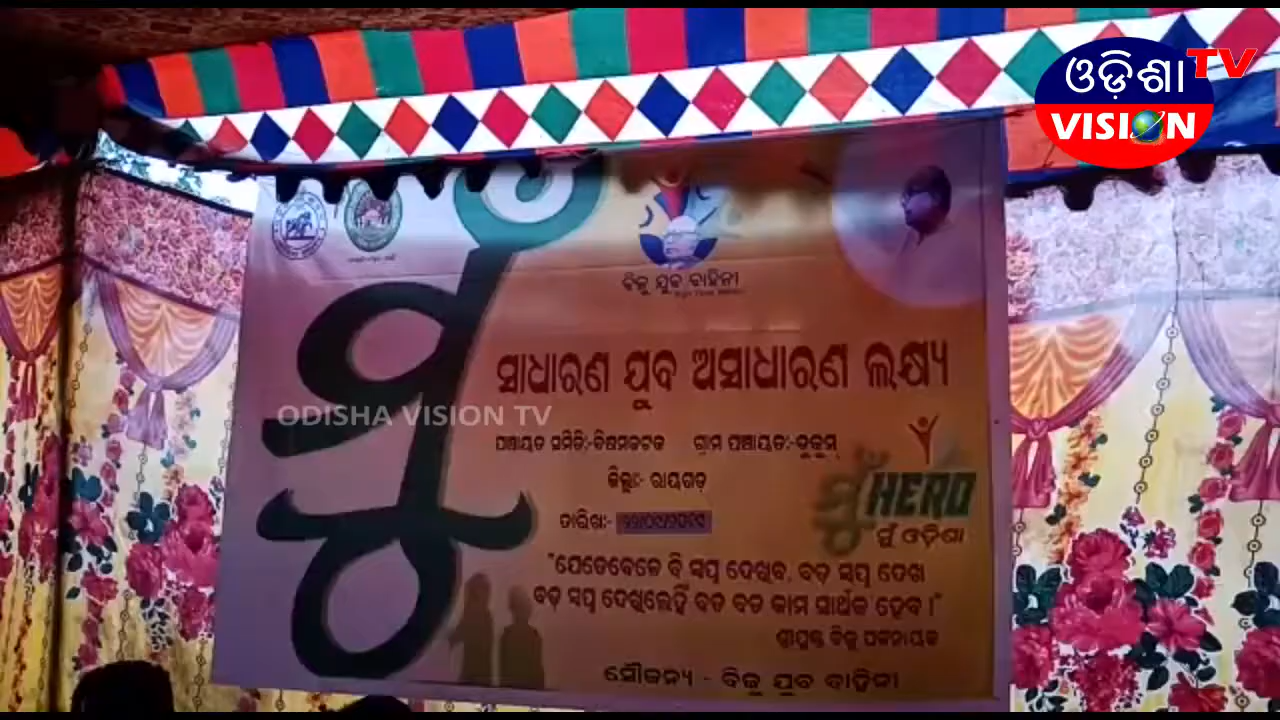 ଓଡ଼ିଶା TV
VISION
ବିଜୁ ଯୁବ ବାହିନୀ
ସାଧାରଣ ଯୁବ ଅସାଧାରଣ ଲକ୍ଷ୍ୟ
ODISHA VISION TV
ପଞ୍ଚାୟତ ସମିତି:-ବିଷମକଟକ ଗ୍ରାମ ପଞ୍ଚାୟତ:-ଦୁକୁମ୍
ଜିଲ୍ଲା:- ରାୟଗଡ଼
ମୁଁ HERO
ମୁଁ ଓଡ଼ିଶା
ତାରିଖ:-
"ଯେତେବେଳେ ବି ସ୍ୱପ୍ନ ଦେଖିବ, ବଡ଼ ସ୍ୱପ୍ନ ଦେଖ
ବଡ଼ ସ୍ୱପ୍ନ ଦେଖିଲେହିଁ ବଡ ବଡ କାମ ସାର୍ଥକ ହେବ ।"
ଶ୍ରୀଯୁକ୍ତ ବିଜୁ ପଟ୍ଟନାୟକ
ସୌଜନ୍ୟ - ବିଜୁ ଯୁବ ବାହିନୀ